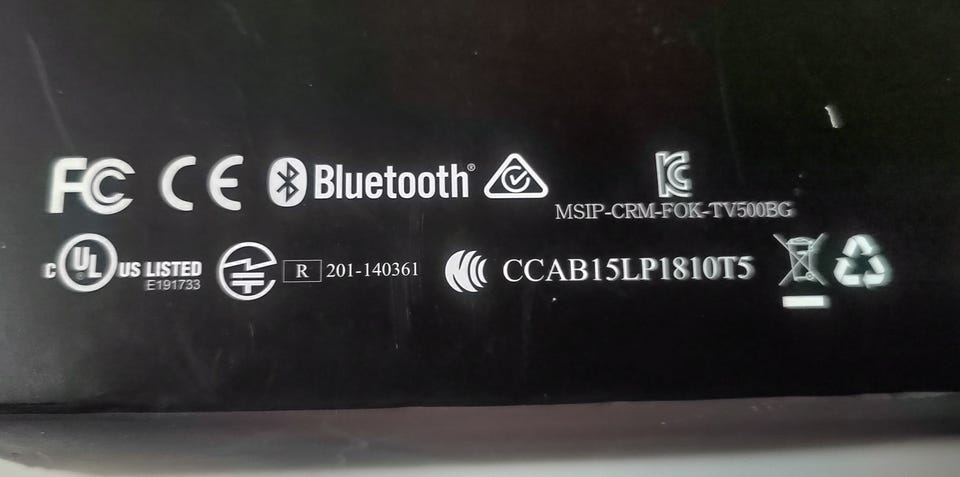 FC CE Bluetooth®
MSIP-CRM-FOK-TV500BG
c UL US LISTED
E191733
R 201-140361
CCAB15LP1810T5